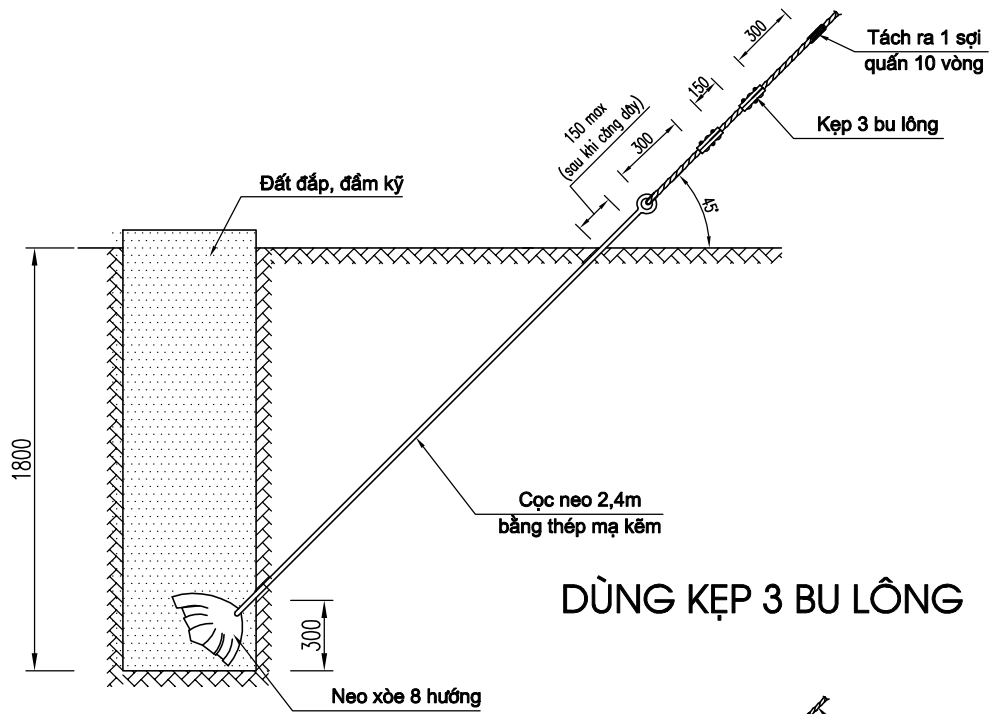 300
Tách ra 1 sợi
quấn 10 vòng
150
Kẹp 3 bu lông
150 max
(sau khi căng dây)
300
Đất đắp, đầm kỹ
45°
1800
Cọc neo 2,4m
bằng thép mạ kẽm
DÙNG KẸP 3 BU LÔNG
300
Neo xòe 8 hướng